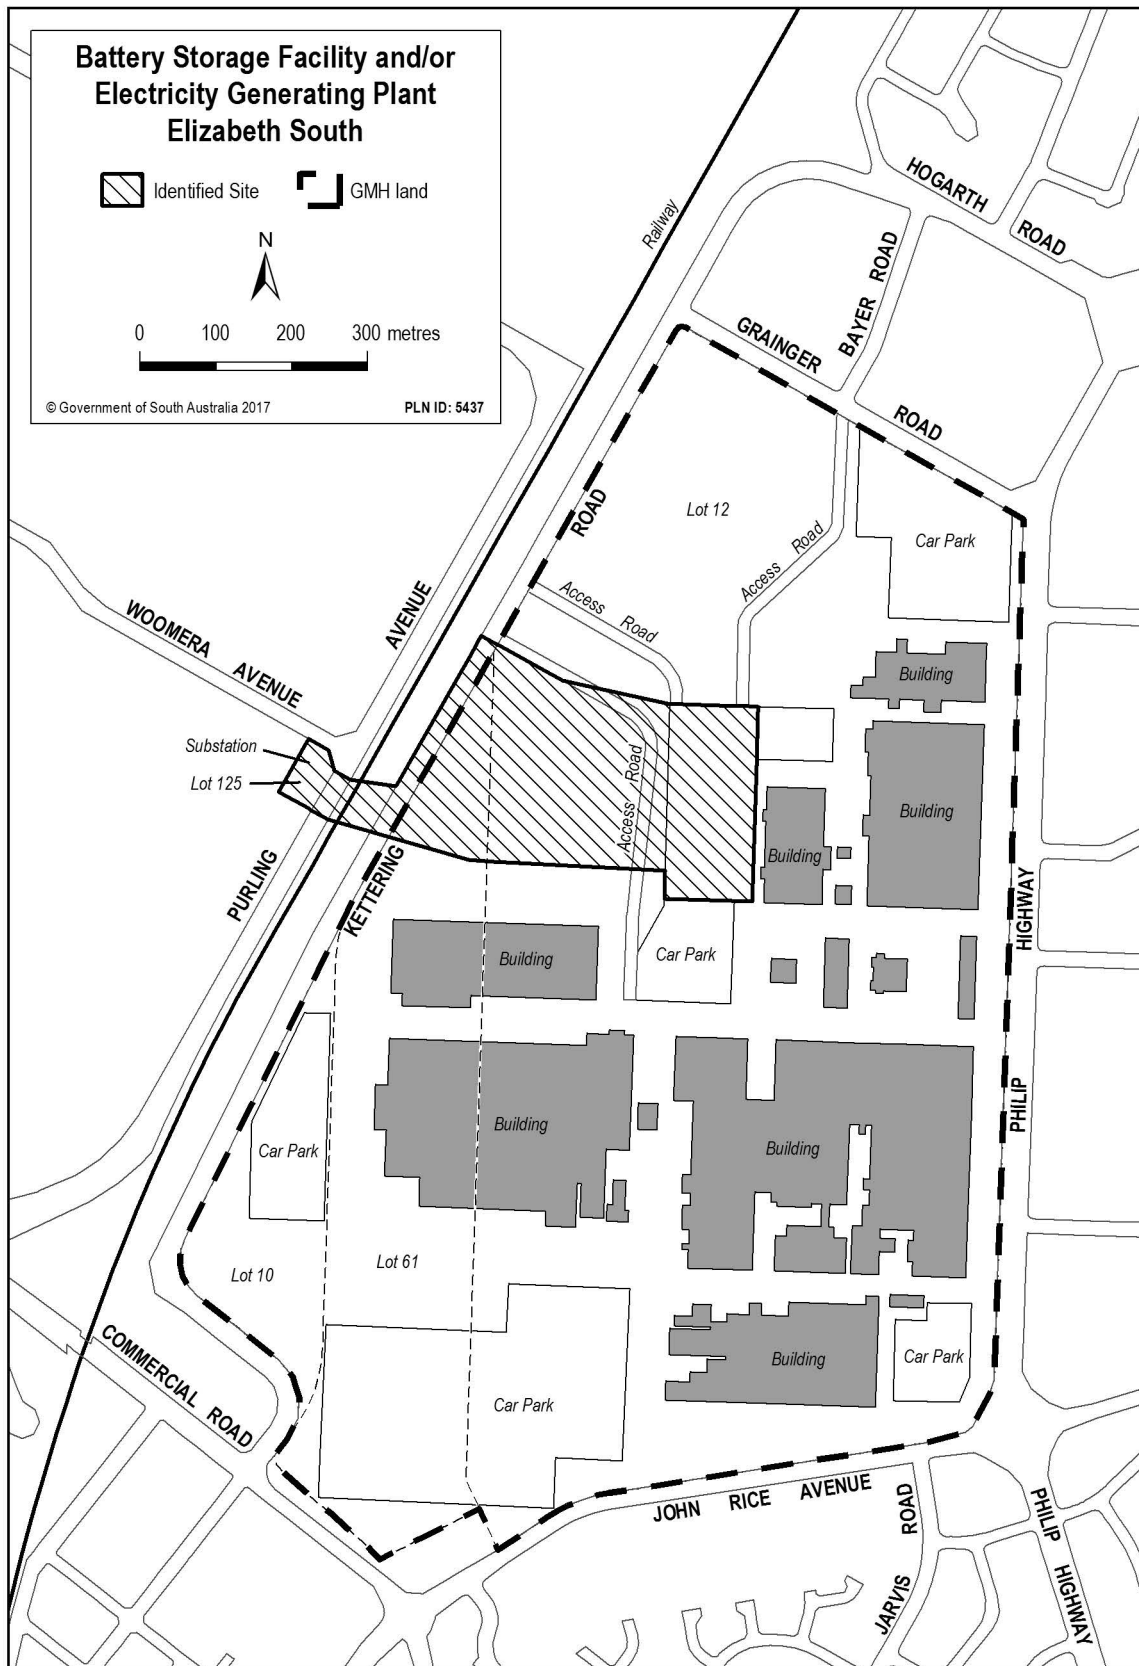 Battery Storage Facility and/or
Electricity Generating Plant
Elizabeth South
Identified Site
GMH land
N
0 100 200 300 metres
© Government of South Australia 2017
PLN ID: 5437
Railway
HOGARTH
ROAD
BAYER ROAD
GRAINGER
ROAD
ROAD
Lot 12
Car Park
Access Road
Access Road
WOOMERA
AVENUE
AVENUE
Building
Substation
Lot 125
Access Road
Building
Building
PURLING
KETTERING
HIGHWAY
Building
Car Park
PHILIP
Building
Car Park
Building
Lot 10
Lot 61
COMMERCIAL ROAD
Building
Car Park
Car Park
JOHN RICE AVENUE
JARVIS
ROAD
PHILIP
HIGHWAY